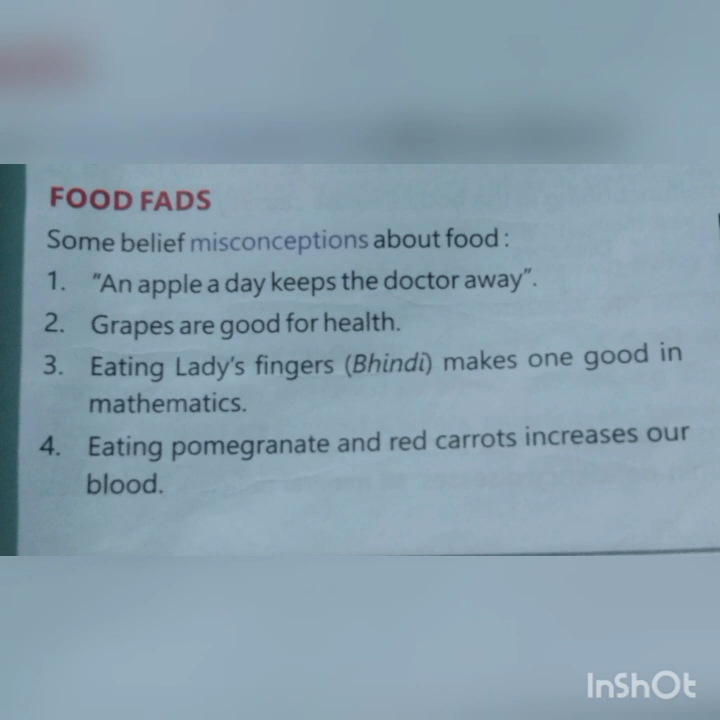 FOOD FADS
Some belief misconceptions about food :
1. "An apple a day keeps the doctor away".
2. Grapes are good for health.
3. Eating Lady's fingers (Bhindi) makes one good in
mathematics.
4. Eating pomegranate and red carrots increases our
blood.
InShOt